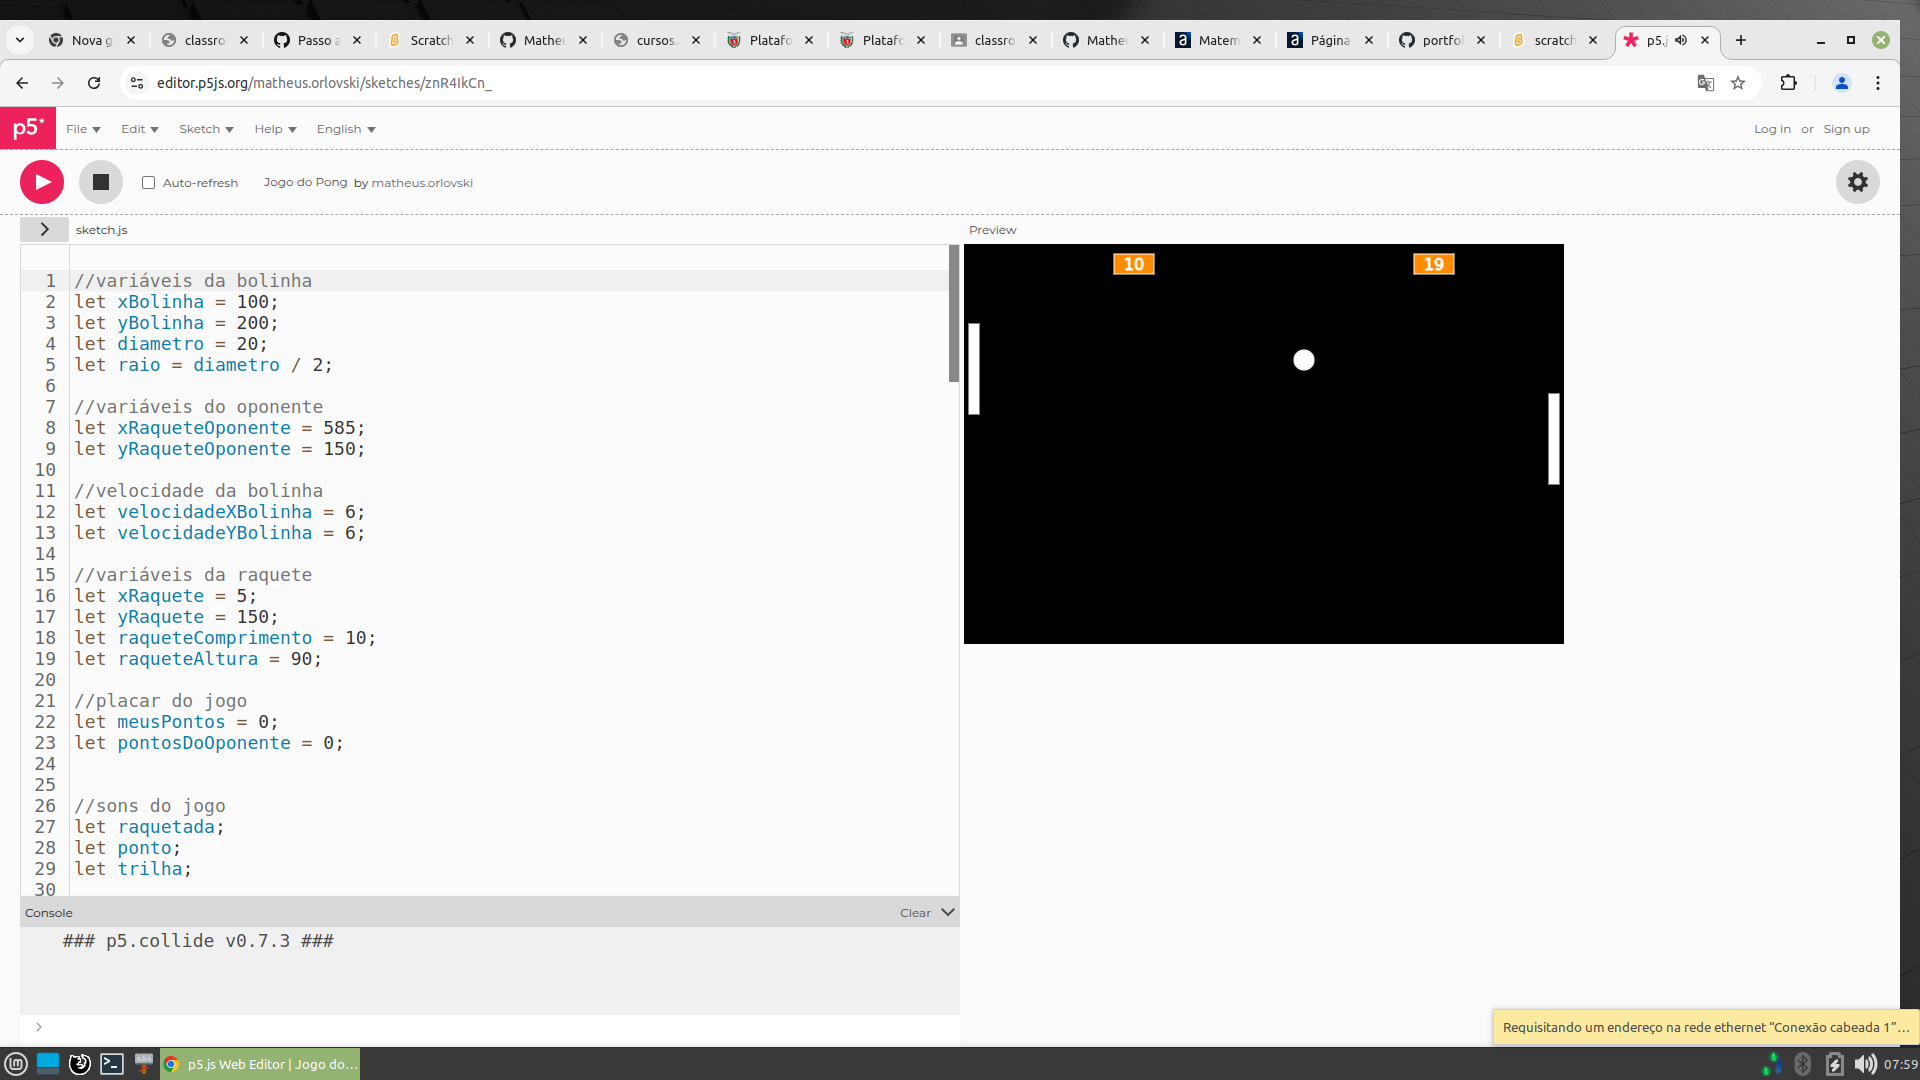 Nova g
classro
Passo a
Scratch
Matheu
cursos.
Platafo
Platafo
classro
Matheu
Matem
Página
portfol
scratch
p5.j
editor.p5js.org/matheus.orlovski/sketches/znR4IkCn_
p5*
File
Edit
Sketch
Help
English
Log in or Sign up
Auto-refresh
Jogo do Pong by matheus.orlovski
sketch.js
Preview
1 //variáveis da bolinha
2 let xBolinha = 100;
3 let yBolinha = 200;
4 let diametro = 20;
5 let raio = diametro / 2;
6
7 //variáveis do oponente
8 let xRaqueteOponente = 585;
9 let yRaqueteOponente = 150;
10
11 //velocidade da bolinha
12 let velocidadeXBolinha = 6;
13 let velocidadeYBolinha = 6;
14
15 //variáveis da raquete
16 let xRaquete = 5;
17 let yRaquete = 150;
18 let raqueteComprimento = 10;
19 let raqueteAltura = 90;
20
21 //placar do jogo
22 let meusPontos = 0;
23 let pontosDoOponente = 0;
24
25
26 //sons do jogo
27 let raquetada;
28 let ponto;
29 let trilha;
30
10
19
Console
Clear
### p5.collide v0.7.3 ###
Requisitando um endereço na rede ethernet “Conexão cabeada 1”...
p5.js Web Editor | Jogo do...
07:59